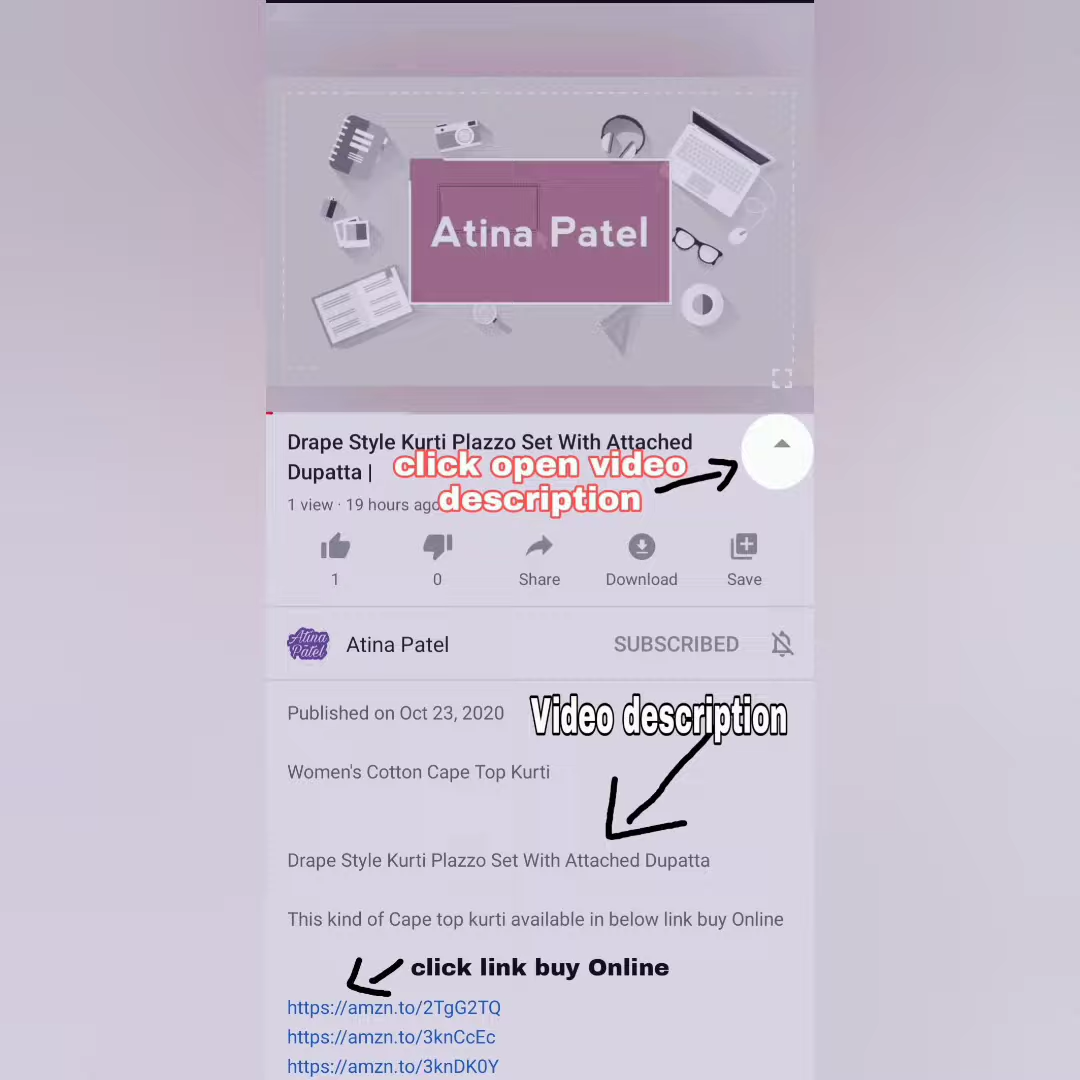 Atina Patel
Drape Style Kurti Plazzo Set With Attached
Dupatta |
click open video
description
1 view · 19 hours ago
1
0
Share
Download
Save
Atina
Patel
Atina Patel
SUBSCRIBED
Published on Oct 23, 2020
Video description
Women's Cotton Cape Top Kurti
Drape Style Kurti Plazzo Set With Attached Dupatta
This kind of Cape top kurti available in below link buy Online
click link buy Online
https://amzn.to/2TgG2TQ
https://amzn.to/3knCcEc
https://amzn.to/3knDK0Y